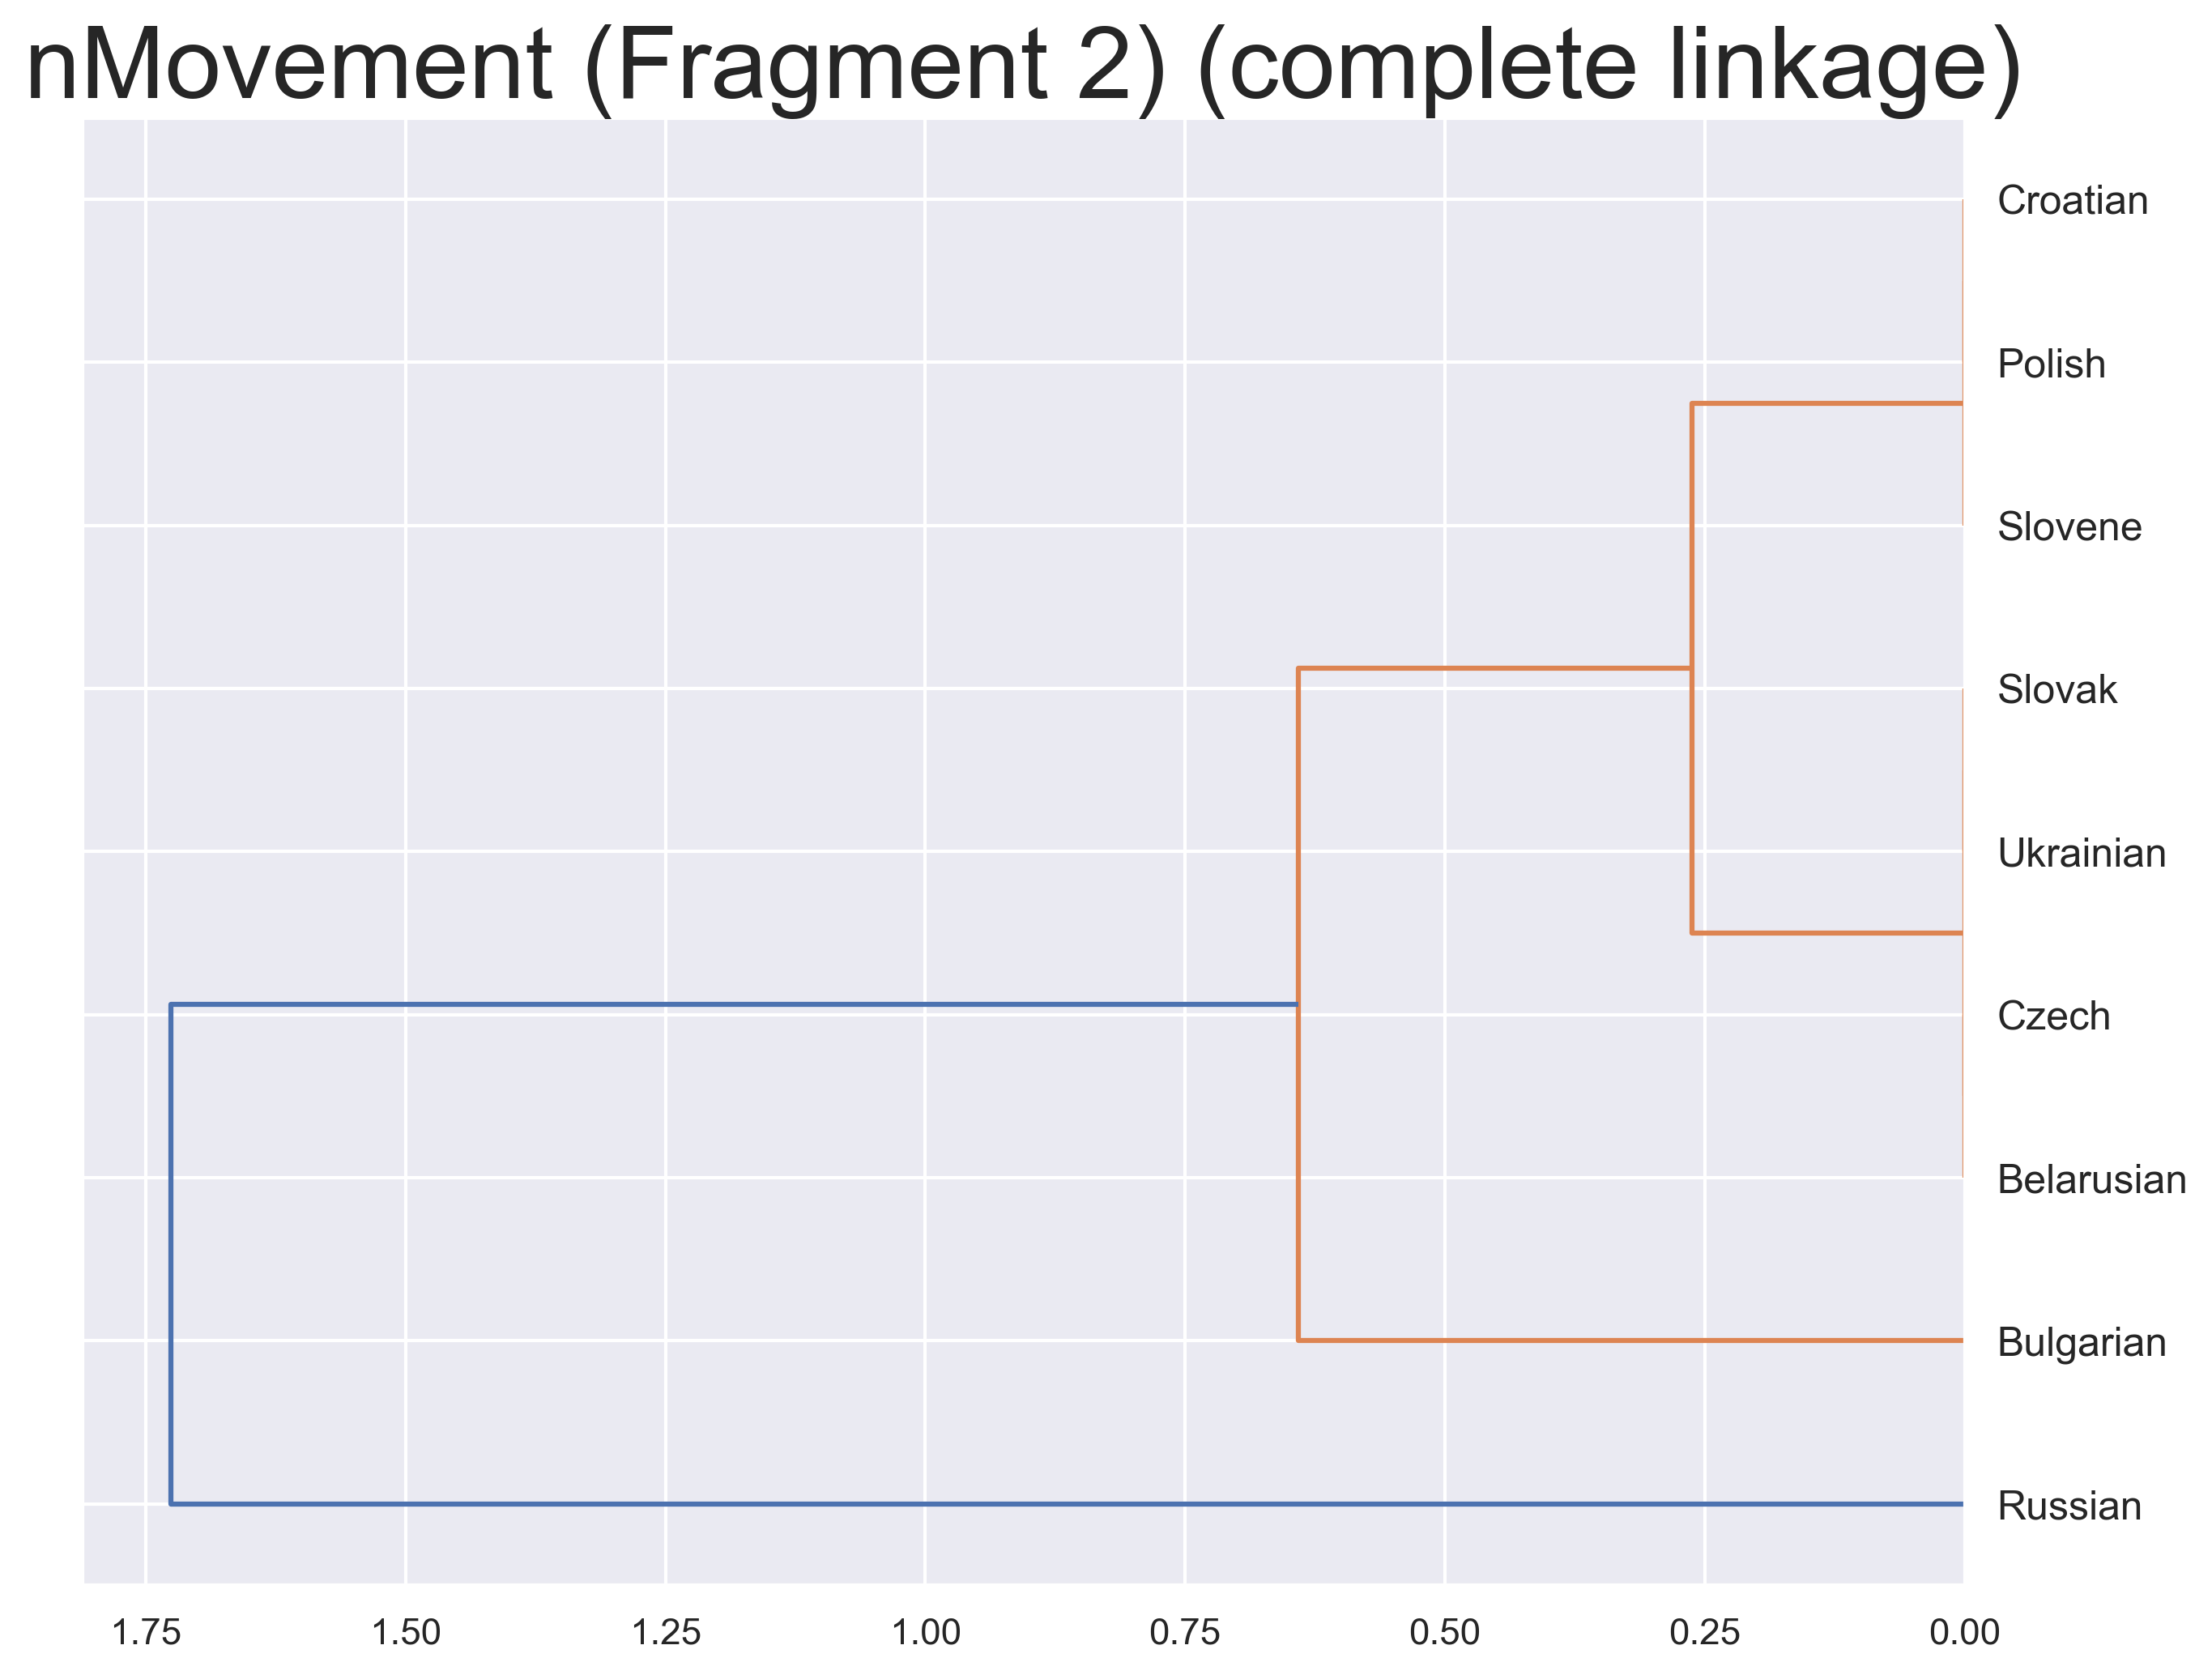 nMovement (Fragment 2) (complete linkage)
Croatian
Polish
Slovene
Slovak
Ukrainian
Czech
Belarusian
Bulgarian
Russian
1.75 1.50 1.25 1.00 0.75 0.50 0.25 0.00